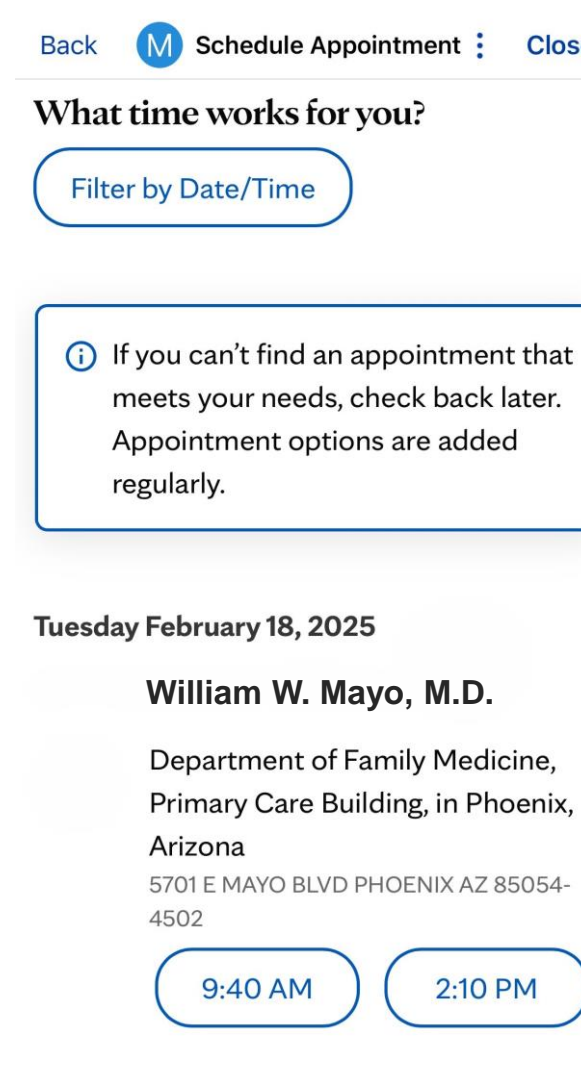 Back M Schedule Appointment Clos
What time works for you?
Filter by Date/Time
If you can't find an appointment that
meets your needs, check back later.
Appointment options are added
regularly.
Tuesday February 18, 2025
William W. Mayo, M.D.
Department of Family Medicine,
Primary Care Building, in Phoenix,
Arizona
5701 E MAYO BLVD PHOENIX AZ 85054-
4502
9:40 AM 2:10 PM